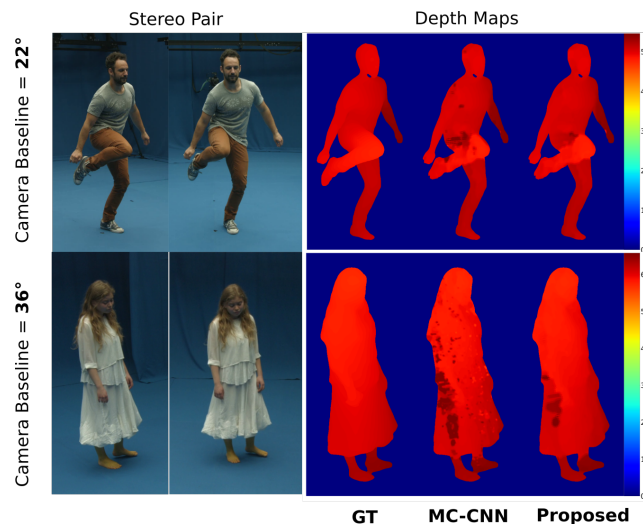 Stereo Pair
Depth Maps
Camera Baseline = 22°
Camera Baseline = 36°
GT
MC-CNN
Proposed